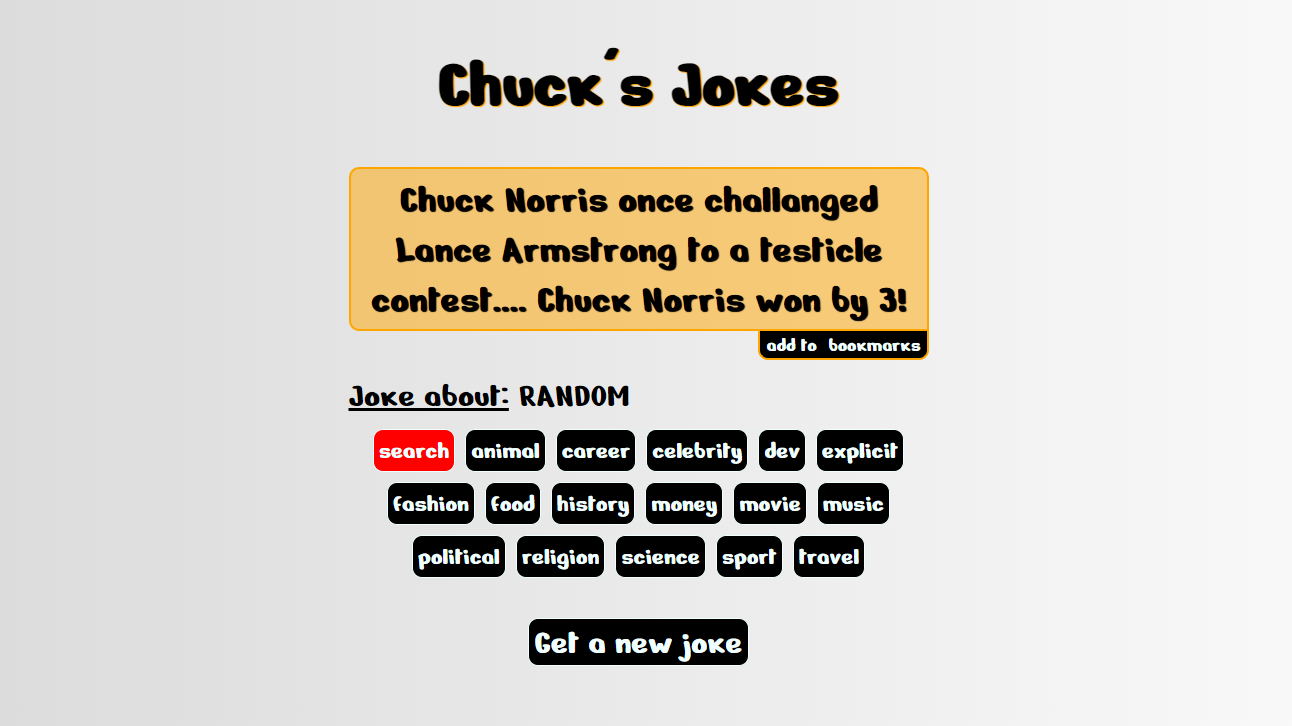 Chuck´s Jokes
Chuck Norris once challanged
Lance Armstrong to a testicle
contest.... Chuck Norris won by 3!
add to bookmarks
Joke about: RANDOM
search animal career celebrity dev explicit
fashion food history money movie music
political religion science sport travel
Get a new joke